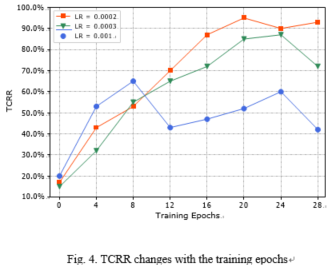 100.0%
LR = 0.0002
LR = 0.0003
LR = 0.001
90.0%
80.0%
70.0%
60.0%
50.0%
40.0%
30.0%
20.0%
10.0%
TCRR
0 4 8 12 16 20 24 28
Training Epochs
Fig. 4. TCRR changes with the training epochs